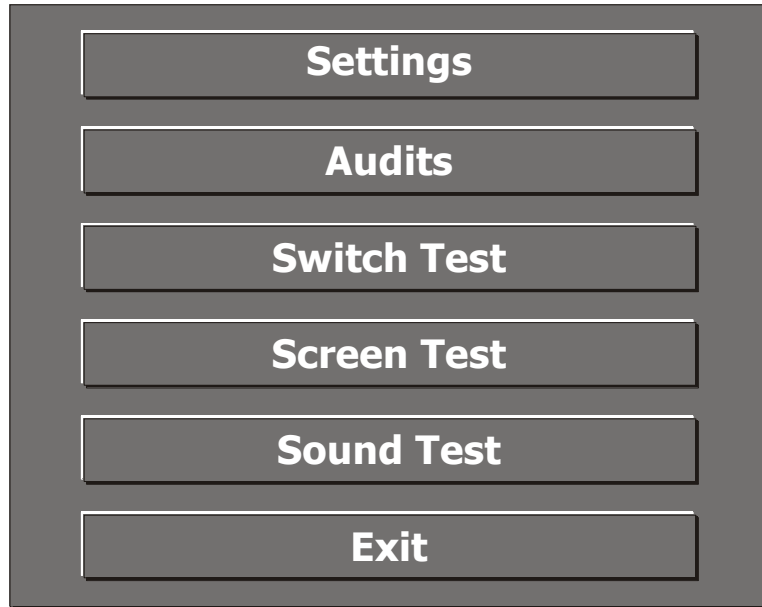 Settings
Audits
Switch Test
Screen Test
Sound Test
Exit